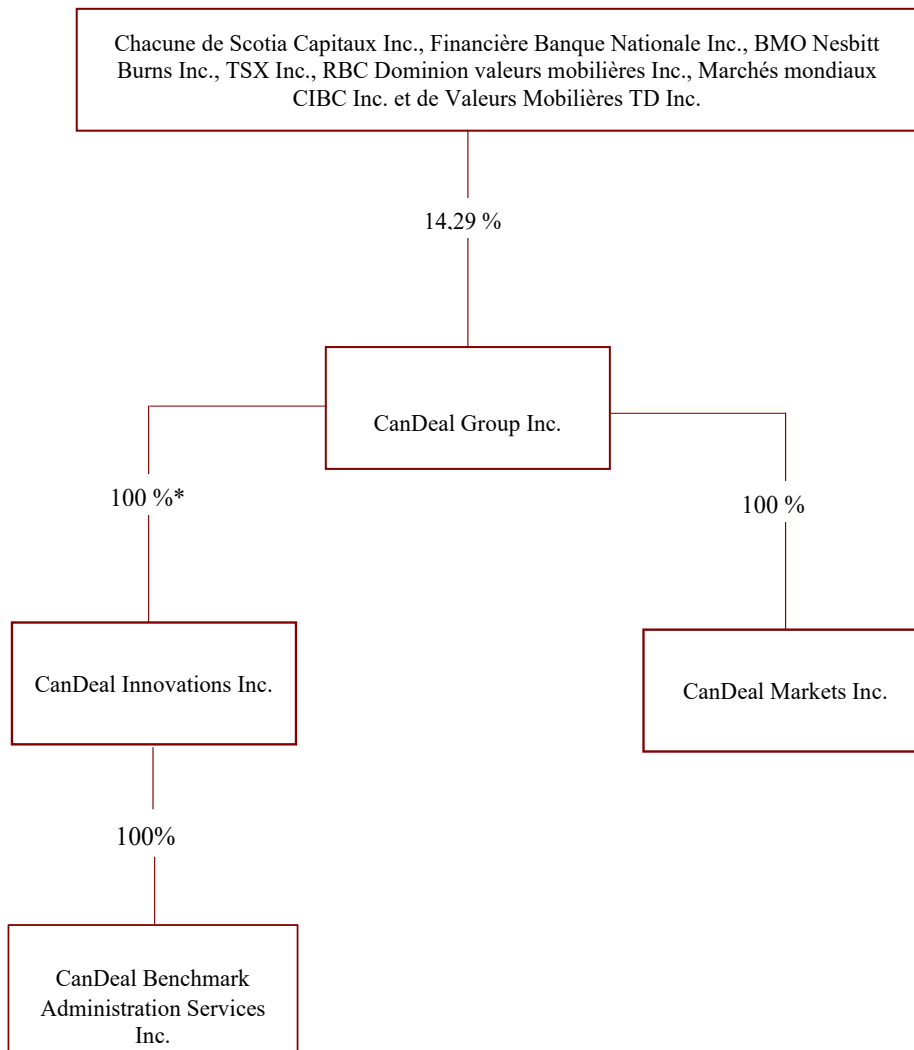 Chacune de Scotia Capitaux Inc., Financière Banque Nationale Inc., BMO Nesbitt
Burns Inc., TSX Inc., RBC Dominion valeurs mobilières Inc., Marchés mondiaux
CIBC Inc. et de Valeurs Mobilières TD Inc.
14,29 %
CanDeal Group Inc.
100 %*
100 %
CanDeal Innovations Inc.
CanDeal Markets Inc.
100%
CanDeal Benchmark
Administration Services
Inc.